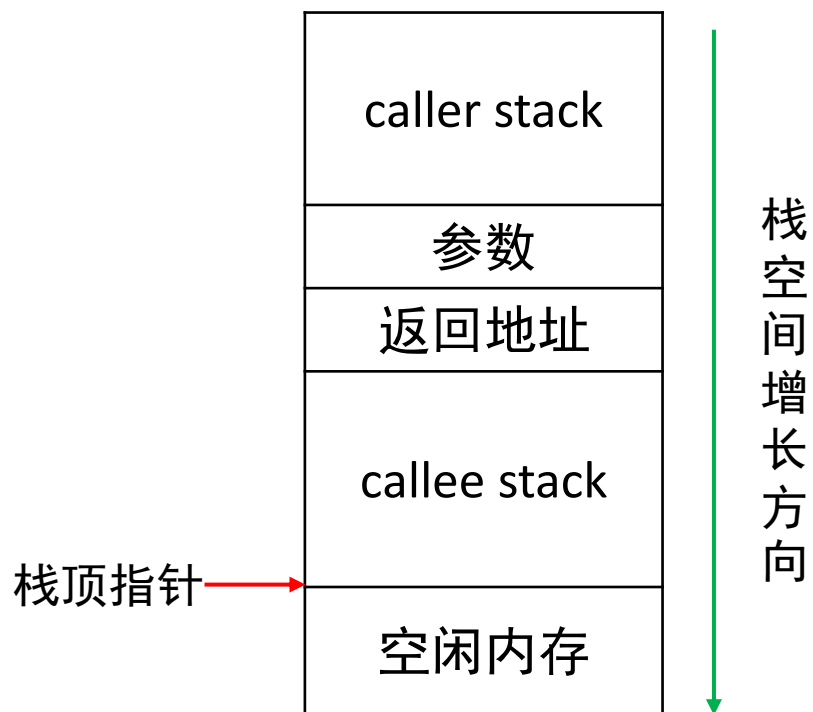 caller stack
参数
返回地址
callee stack
栈顶指针
空闲内存
栈空间增长方向